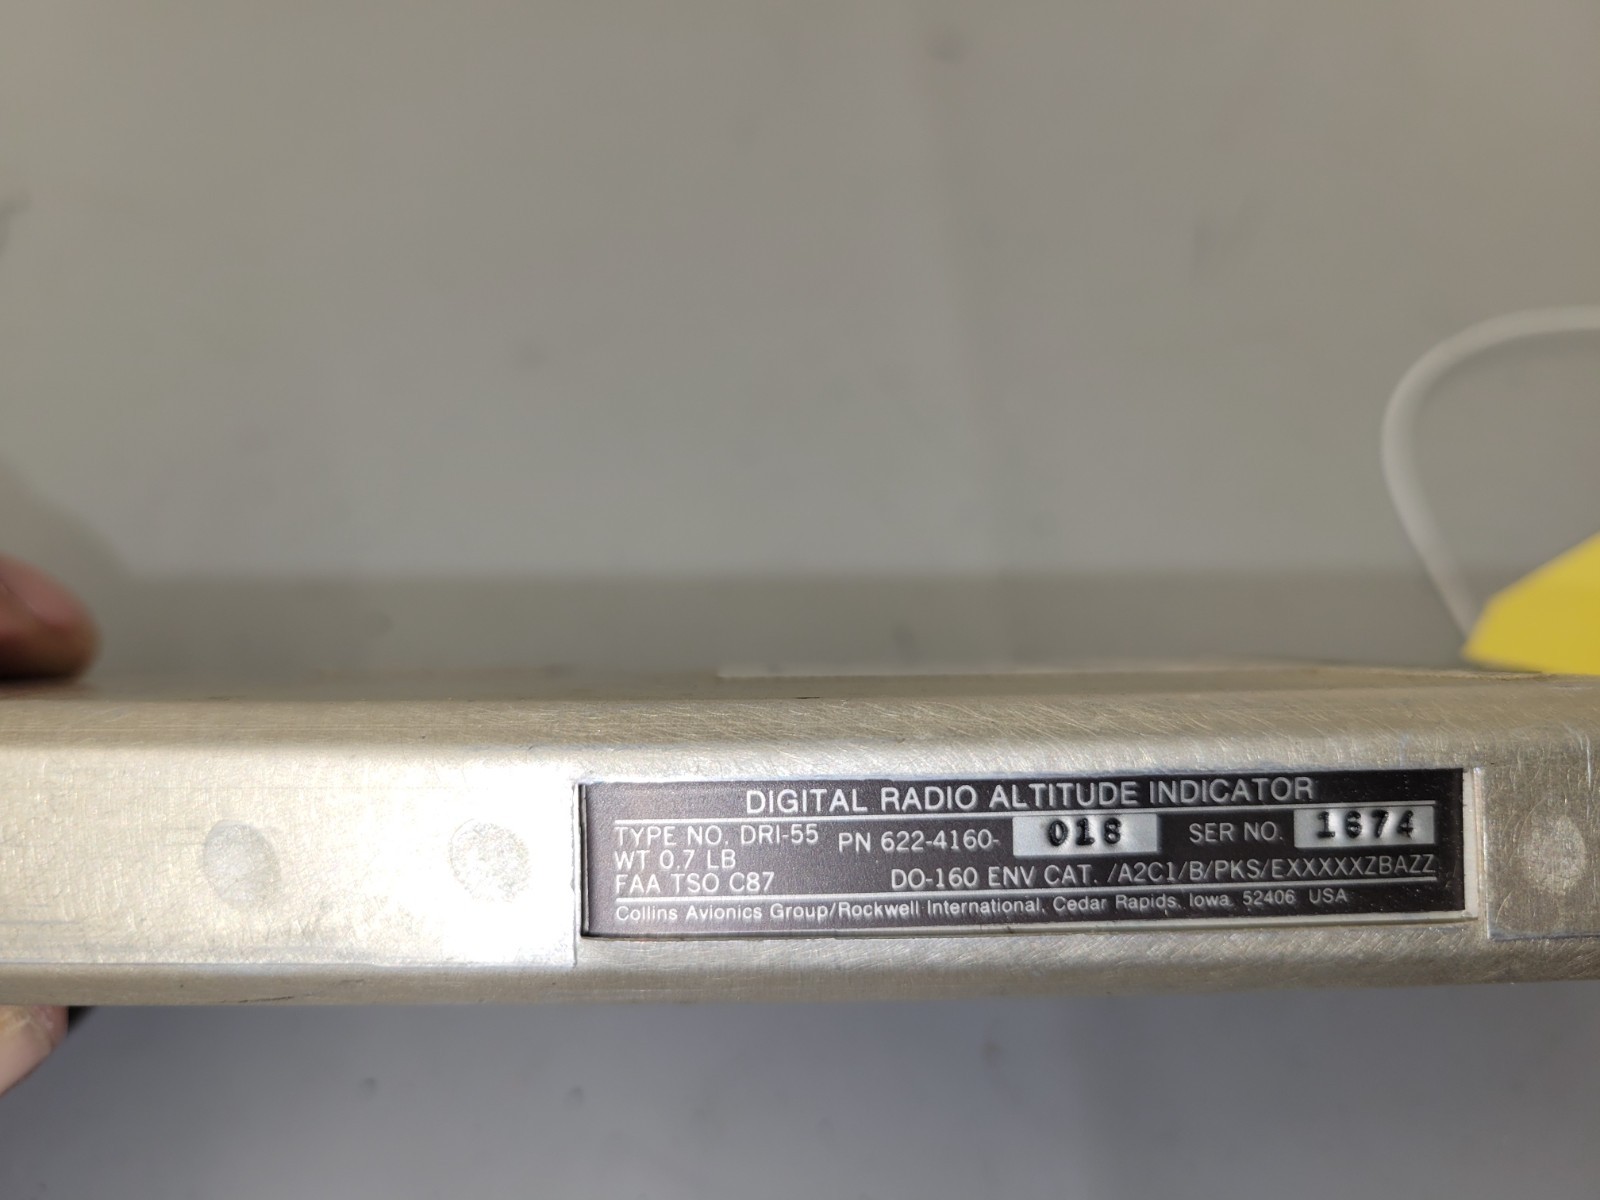 DIGITAL RADIO ALTITUDE INDICATOR
TYPE NO. DRI-55 PN 622-4160- 018 SER NO. 1674
WT 0.7 LB
FAA TSO C87 DO-160 ENV CAT. /A2C1/B/PKS/EXXXXXZBAZZ
Collins Avionics Group/Rockwell International, Cedar Rapids, Iowa, 52406 USA